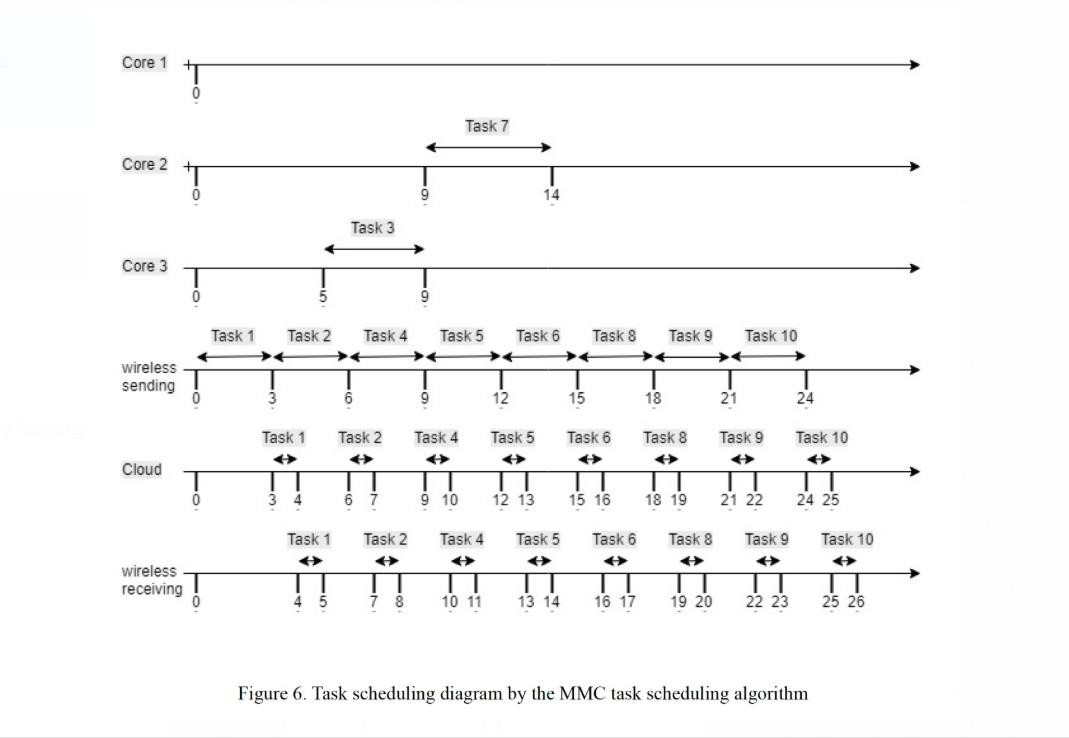 Core 1
0
Task 7
Core 2
0 9 14
Task 3
Core 3
0 5 9
Task 1 Task 2 Task 4 Task 5 Task 6 Task 8 Task 9 Task 10
wireless
sending
0 3 6 9 12 15 18 21 24
Task 1 Task 2 Task 4 Task 5 Task 6 Task 8 Task 9 Task 10
Cloud
0 3 4 6 7 9 10 12 13 15 16 18 19 21 22 24 25
Task 1 Task 2 Task 4 Task 5 Task 6 Task 8 Task 9 Task 10
wireless
receiving
0 4 5 7 8 10 11 13 14 16 17 19 20 22 23 25 26
Figure 6. Task scheduling diagram by the MMC task scheduling algorithm